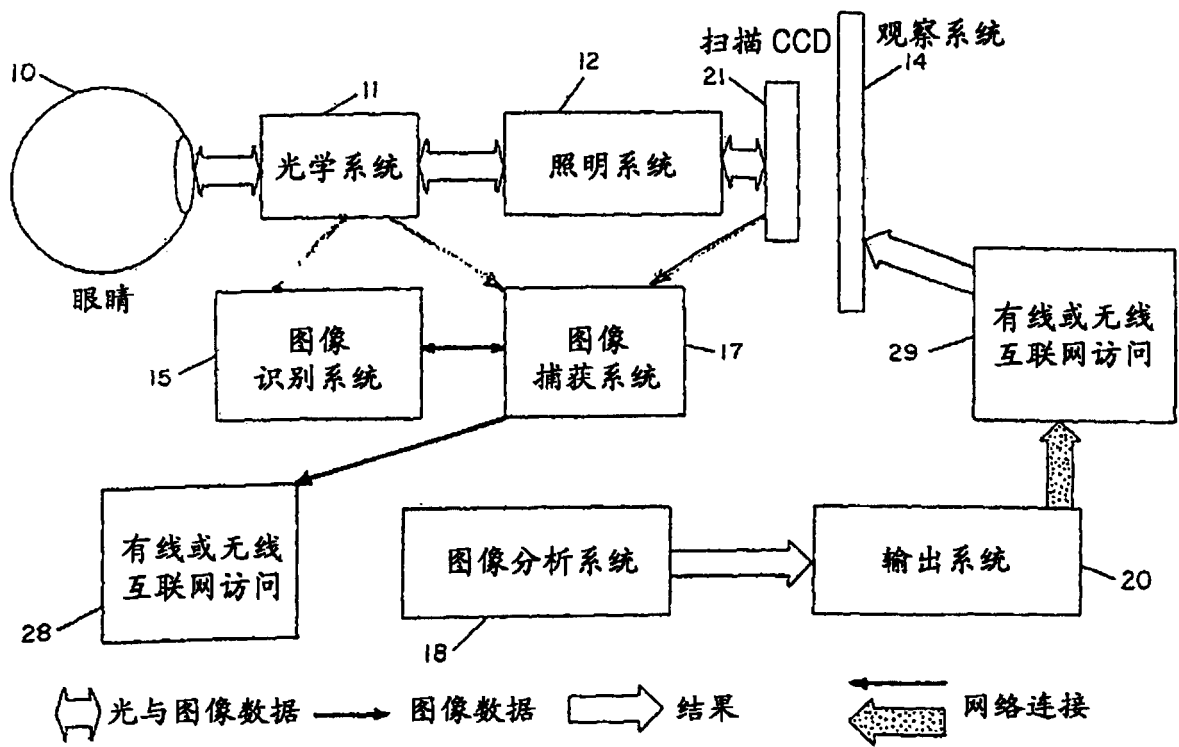 扫描 CCD
观察系统
10
11
12
21
14
光学系统
照明系统
眼睛
图像
识别系统
15
图像
捕获系统
17
有线或无线
互联网访问
29
有线或无线
互联网访问
28
图像分析系统
18
输出系统
20
光与图像数据
图像数据
结果
网络连接